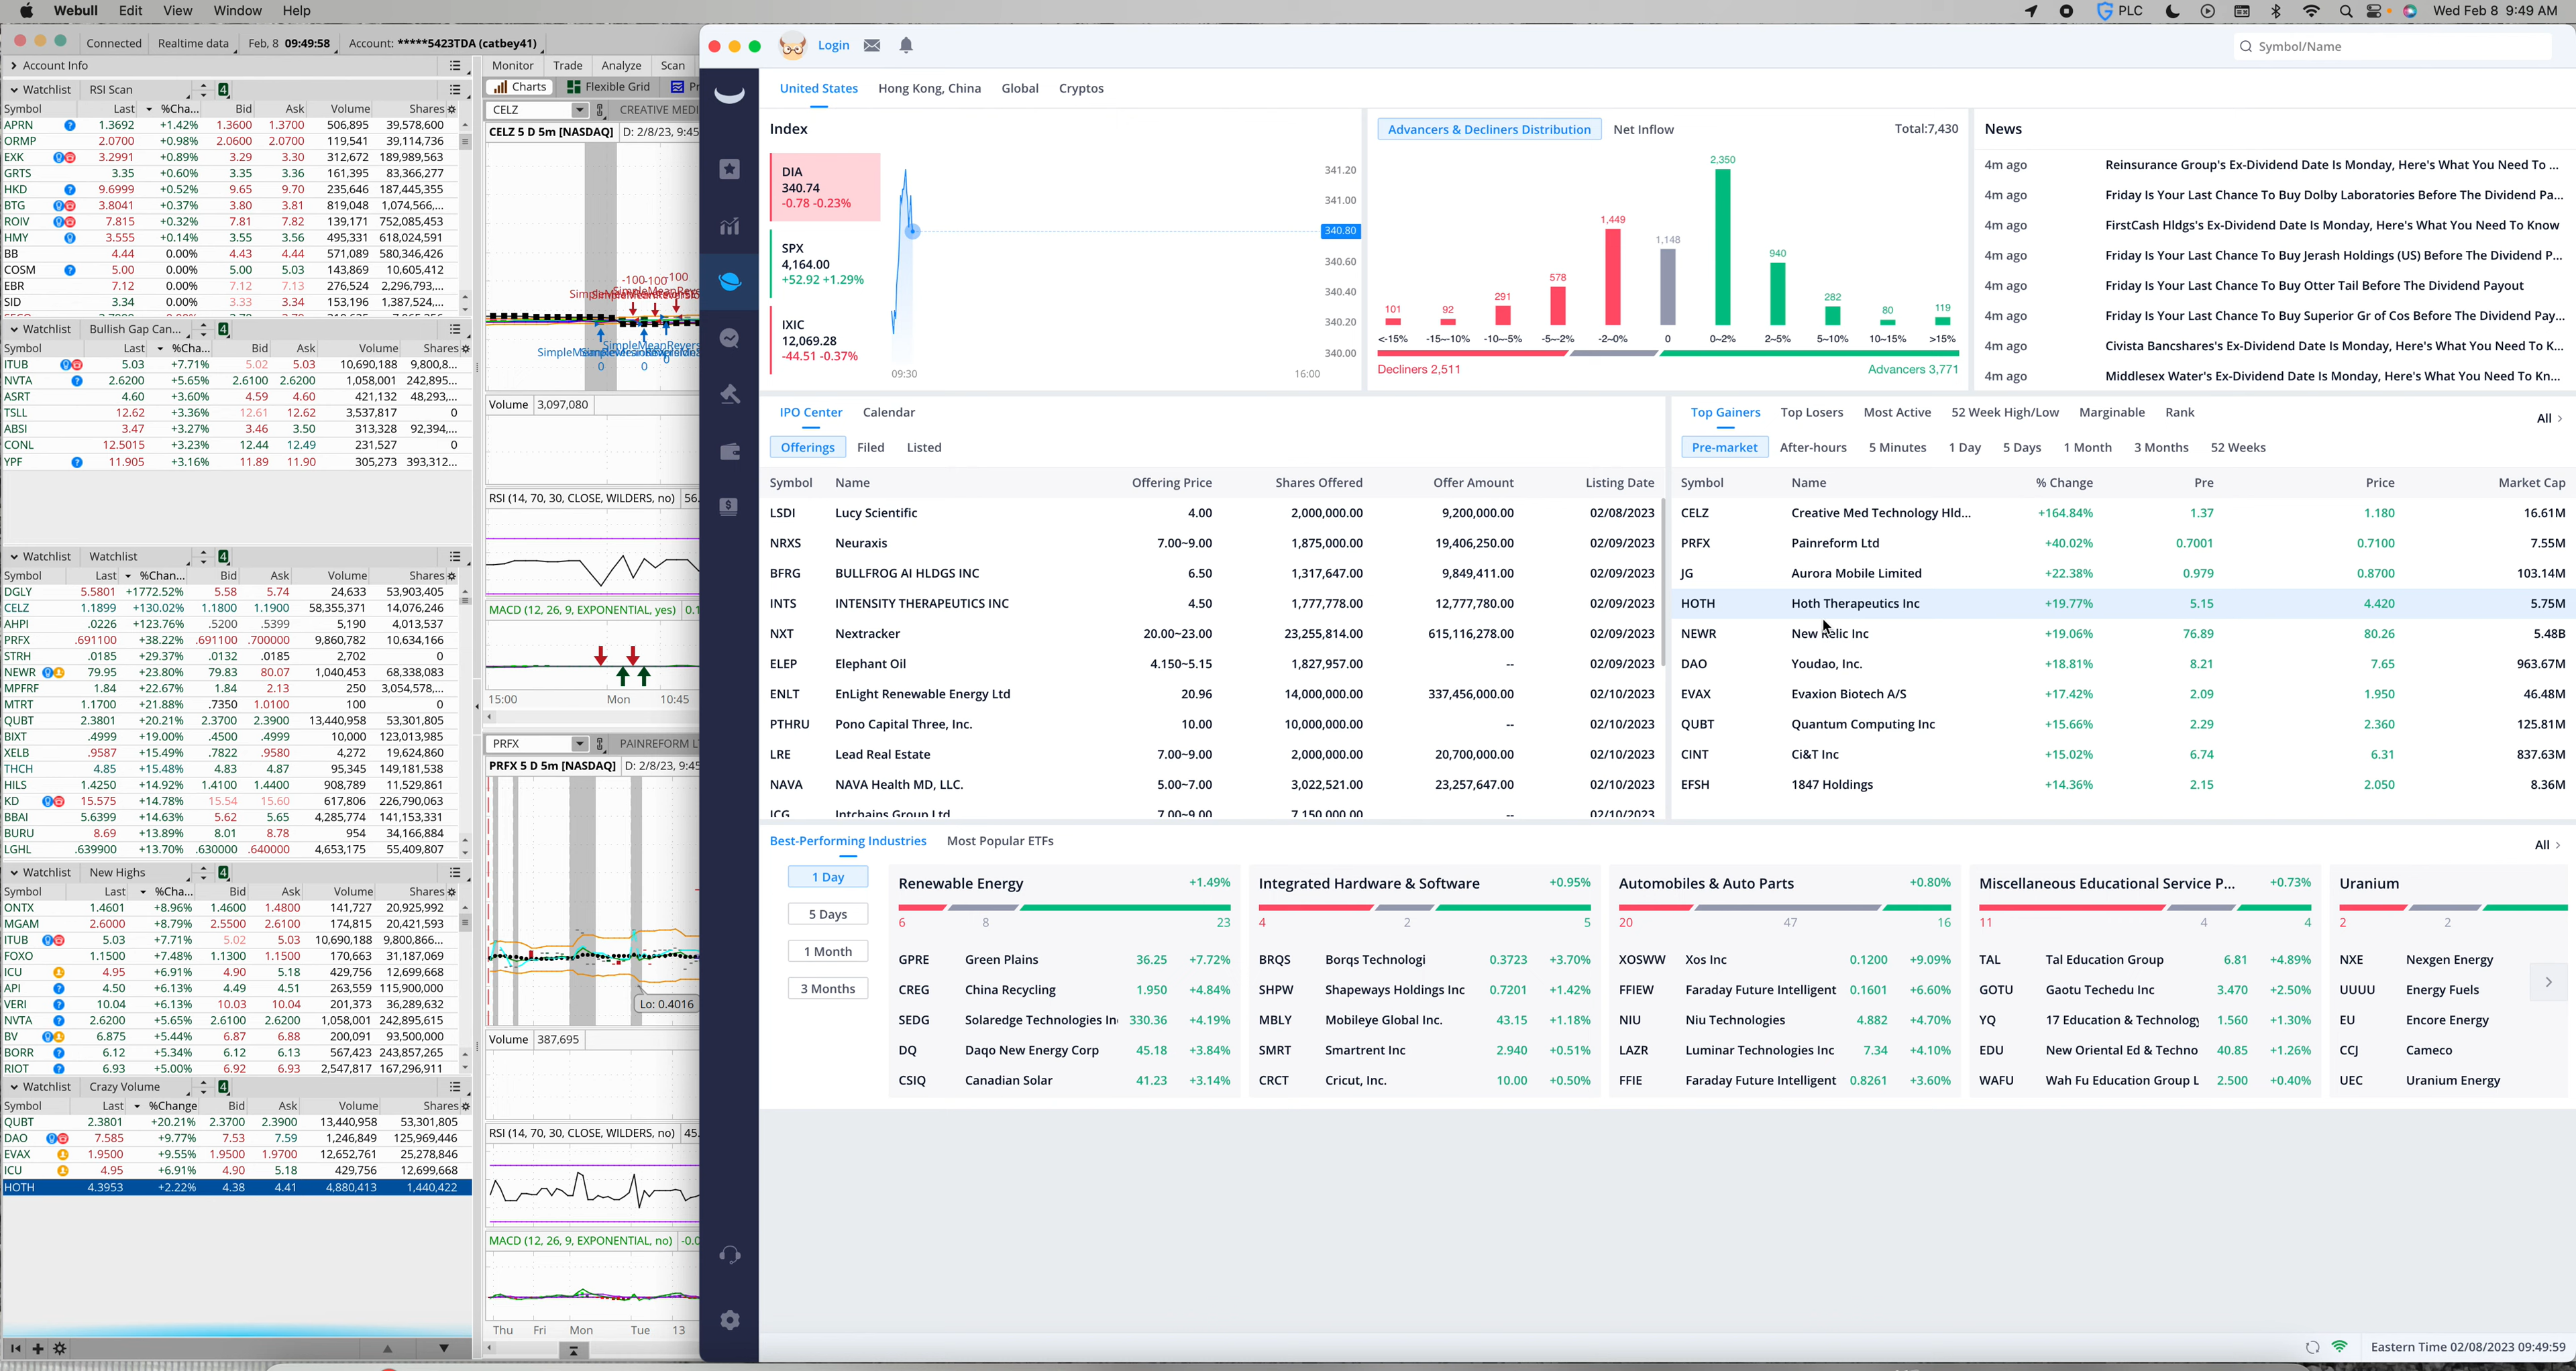 Webull Edit View Window Help
PLC Wed Feb 8 9:49 AM
Connected Realtime data Feb, 8 09:49:58 Account: *****5423TDA (catbey41)
Account Info
Watchlist RSI Scan 4
Symbol Last %Cha... Bid Ask Volume Shares
APRN 1.3692 +1.42% 1.3600 1.3700 506,895 39,578,600
ORMP 2.0700 +0.98% 2.0600 2.0700 119,541 39,114,736
EXK 3.2991 +0.89% 3.29 3.30 312,672 189,989,563
GRTS 3.35 +0.60% 3.35 3.36 161,395 83,366,277
HKD 9.6999 +0.52% 9.65 9.70 235,646 187,445,355
BTG 3.8041 +0.37% 3.80 3.81 819,048 1,074,566,...
ROIV 7.815 +0.32% 7.81 7.82 139,171 752,085,453
HMY 3.555 +0.14% 3.55 3.56 495,331 618,024,591
BB 4.44 0.00% 4.43 4.44 571,089 580,346,426
COSM 5.00 0.00% 5.00 5.03 143,869 10,605,412
EBR 7.12 0.00% 7.12 7.13 276,524 2,296,793,...
SID 3.34 0.00% 3.33 3.34 153,196 1,387,524,...
Watchlist Bullish Gap Can... 4
Symbol Last %Cha... Bid Ask Volume Shares
ITUB 5.03 +7.71% 5.02 5.03 10,690,188 9,800,8...
NVTA 2.6200 +5.65% 2.6100 2.6200 1,058,001 242,895...
ASRT 4.60 +3.60% 4.59 4.60 421,132 48,293,...
TSLL 12.62 +3.36% 12.61 12.62 3,537,817 0
ABSI 3.47 +3.27% 3.46 3.50 313,328 92,394,...
CONL 12.5015 +3.23% 12.44 12.49 231,527 0
YPF 11.905 +3.16% 11.89 11.90 305,273 393,312...
Watchlist Watchlist 4
Symbol Last %Chan... Bid Ask Volume Shares
DGLY 5.5801 +1772.52% 5.58 5.74 24,633 53,903,405
CELZ 1.1899 +130.02% 1.1800 1.1900 58,355,371 14,076,246
AHPI .0226 +123.76% .5200 .5399 5,190 4,013,537
PRFX .691100 +38.22% .691100 .700000 9,860,782 10,634,166
STRH .0185 +29.37% .0132 .0185 2,702 0
NEWR 79.95 +23.80% 79.83 80.07 1,040,453 68,338,083
MPFRF 1.84 +22.67% 1.84 2.13 250 3,054,578,...
MTRT 1.1700 +21.88% .7350 1.0100 100 0
QUBT 2.3801 +20.21% 2.3700 2.3900 13,440,958 53,301,805
BIXT .4999 +19.00% .4500 .4999 10,000 123,013,985
XELB .9587 +15.49% .7822 .9580 4,272 19,624,860
THCH 4.85 +15.48% 4.83 4.87 95,345 149,181,538
HILS 1.4250 +14.92% 1.4100 1.4400 908,789 11,529,861
KD 15.575 +14.78% 15.54 15.60 617,806 226,790,063
BBAI 5.6399 +14.63% 5.62 5.65 4,285,774 141,153,331
BURU 8.69 +13.89% 8.01 8.78 954 34,166,884
LGHL .639900 +13.70% .630000 .640000 4,653,175 55,409,807
Watchlist New Highs 4
Symbol Last %Cha... Bid Ask Volume Shares
ONTX 1.4601 +8.96% 1.4600 1.4800 141,727 20,925,992
MGAM 2.6000 +8.79% 2.5500 2.6100 174,815 20,421,593
ITUB 5.03 +7.71% 5.02 5.03 10,690,188 9,800,866...
FOXO 1.1500 +7.48% 1.1300 1.1500 170,663 31,187,069
ICU 4.95 +6.91% 4.90 5.18 429,756 12,699,668
API 4.50 +6.13% 4.49 4.51 263,559 115,900,000
VERI 10.04 +6.13% 10.03 10.04 201,373 36,289,632
NVTA 2.6200 +5.65% 2.6100 2.6200 1,058,001 242,895,615
BV 6.875 +5.44% 6.87 6.88 200,091 93,500,000
BORR 6.12 +5.34% 6.12 6.13 567,423 243,857,265
RIOT 6.93 +5.00% 6.92 6.93 2,547,817 167,296,911
Watchlist Crazy Volume 4
Symbol Last %Change Bid Ask Volume Shares
QUBT 2.3801 +20.21% 2.3700 2.3900 13,440,958 53,301,805
DAO 7.585 +9.77% 7.53 7.59 1,246,849 125,969,446
EVAX 1.9500 +9.55% 1.9500 1.9700 12,652,761 25,278,846
ICU 4.95 +6.91% 4.90 5.18 429,756 12,699,668
HOTH 4.3953 +2.22% 4.38 4.41 4,880,413 1,440,422
Monitor Trade Analyze Scan
Charts Flexible Grid
CELZ CREATIVE MEDI
CELZ 5 D 5m [NASDAQ] D: 2/8/23, 9:45
-100 -100 -100
0 0 0
Volume 3,097,080
RSI (14, 70, 30, CLOSE, WILDERS, no) 56.
MACD (12, 26, 9, EXPONENTIAL, yes) 0.1
15:00 Mon 10:45
PRFX PAINREFORM L
PRFX 5 D 5m [NASDAQ] D: 2/8/23, 9:45
Lo: 0.4016
Volume 387,695
RSI (14, 70, 30, CLOSE, WILDERS, no) 45.
MACD (12, 26, 9, EXPONENTIAL, no) -0.0
Thu Fri Mon Tue 13
Login
Symbol/Name
United States Hong Kong, China Global Cryptos
Index
DIA
340.74
-0.78 -0.23%
SPX
4,164.00
+52.92 +1.29%
IXIC
12,069.28
-44.51 -0.37%
341.20
341.00
340.80
340.60
340.40
340.20
340.00
09:30 16:00
Advancers & Decliners Distribution Net Inflow Total:7,430
101 92 291 578 1,449 1,148 2,350 940 282 80 119
<-15% -15~-10% -10~-5% -5~-2% -2~0% 0 0~2% 2~5% 5~10% 10~15% >15%
Decliners 2,511 Advancers 3,771
News
4m ago Reinsurance Group's Ex-Dividend Date Is Monday, Here's What You Need To ...
4m ago Friday Is Your Last Chance To Buy Dolby Laboratories Before The Dividend Pa...
4m ago FirstCash Hldgs's Ex-Dividend Date Is Monday, Here's What You Need To Know
4m ago Friday Is Your Last Chance To Buy Jerash Holdings (US) Before The Dividend P...
4m ago Friday Is Your Last Chance To Buy Otter Tail Before The Dividend Payout
4m ago Friday Is Your Last Chance To Buy Superior Gr of Cos Before The Dividend Pay...
4m ago Civista Bancshares's Ex-Dividend Date Is Monday, Here's What You Need To K...
4m ago Middlesex Water's Ex-Dividend Date Is Monday, Here's What You Need To Kn...
IPO Center Calendar
Offerings Filed Listed
Symbol Name Offering Price Shares Offered Offer Amount Listing Date
LSDI Lucy Scientific 4.00 2,000,000.00 9,200,000.00 02/08/2023
NRXS Neuraxis 7.00~9.00 1,875,000.00 19,406,250.00 02/09/2023
BFRG BULLFROG AI HLDGS INC 6.50 1,317,647.00 9,849,411.00 02/09/2023
INTS INTENSITY THERAPEUTICS INC 4.50 1,777,778.00 12,777,780.00 02/09/2023
NXT Nextracker 20.00~23.00 23,255,814.00 615,116,278.00 02/09/2023
ELEP Elephant Oil 4.150~5.15 1,827,957.00 -- 02/09/2023
ENLT EnLight Renewable Energy Ltd 20.96 14,000,000.00 337,456,000.00 02/10/2023
PTHRU Pono Capital Three, Inc. 10.00 10,000,000.00 -- 02/10/2023
LRE Lead Real Estate 7.00~9.00 2,000,000.00 20,700,000.00 02/10/2023
NAVA NAVA Health MD, LLC. 5.00~7.00 3,022,521.00 23,257,647.00 02/10/2023
ICG Intchains Group Ltd 7.00~9.00 7,150,000.00 02/10/2023
Top Gainers Top Losers Most Active 52 Week High/Low Marginable Rank All
Pre-market After-hours 5 Minutes 1 Day 5 Days 1 Month 3 Months 52 Weeks
Symbol Name % Change Pre Price Market Cap
CELZ Creative Med Technology Hld... +164.84% 1.37 1.180 16.61M
PRFX Painreform Ltd +40.02% 0.7001 0.7100 7.55M
JG Aurora Mobile Limited +22.38% 0.979 0.8700 103.14M
HOTH Hoth Therapeutics Inc +19.77% 5.15 4.420 5.75M
NEWR New Relic Inc +19.06% 76.89 80.26 5.48B
DAO Youdao, Inc. +18.81% 8.21 7.65 963.67M
EVAX Evaxion Biotech A/S +17.42% 2.09 1.950 46.48M
QUBT Quantum Computing Inc +15.66% 2.29 2.360 125.81M
CINT Ci&T Inc +15.02% 6.74 6.31 837.63M
EFSH 1847 Holdings +14.36% 2.15 2.050 8.36M
Best-Performing Industries Most Popular ETFs All
1 Day
5 Days
1 Month
3 Months
Renewable Energy +1.49%
6 8 23
GPRE Green Plains 36.25 +7.72%
CREG China Recycling 1.950 +4.84%
SEDG Solaredge Technologies In 330.36 +4.19%
DQ Daqo New Energy Corp 45.18 +3.84%
CSIQ Canadian Solar 41.23 +3.14%
Integrated Hardware & Software +0.95%
4 2 5
BRQS Borqs Technologi 0.3723 +3.70%
SHPW Shapeways Holdings Inc 0.7201 +1.42%
MBLY Mobileye Global Inc. 43.15 +1.18%
SMRT Smartrent Inc 2.940 +0.51%
CRCT Cricut, Inc. 10.00 +0.50%
Automobiles & Auto Parts +0.80%
20 47 16
XOSWW Xos Inc 0.1200 +9.09%
FFIEW Faraday Future Intelligent 0.1601 +6.60%
NIU Niu Technologies 4.882 +4.70%
LAZR Luminar Technologies Inc 7.34 +4.10%
FFIE Faraday Future Intelligent 0.8261 +3.60%
Miscellaneous Educational Service P... +0.73%
11 4 4
TAL Tal Education Group 6.81 +4.89%
GOTU Gaotu Techedu Inc 3.470 +2.50%
YQ 17 Education & Technology 1.560 +1.30%
EDU New Oriental Ed & Techno 40.85 +1.26%
WAFU Wah Fu Education Group L 2.500 +0.40%
Uranium
2 2
NXE Nexgen Energy
UUUU Energy Fuels
EU Encore Energy
CCJ Cameco
UEC Uranium Energy
Eastern Time 02/08/2023 09:49:59